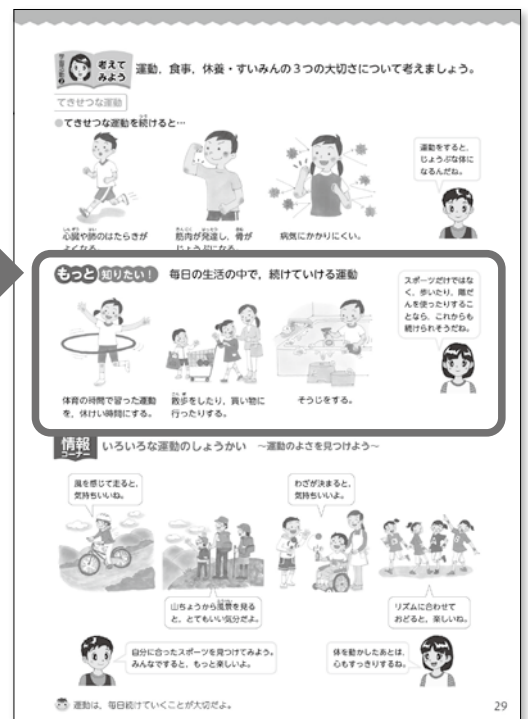 学習活動❷
考えて
みよう
運動，食事，休養・すいみんの３つの大切さについて考えましょう。
てきせつな運動
●てきせつな運動を続けると…
運動をすると，
じょうぶな体に
なるんだね。
心臓や肺のはたらきが
よくなる。
筋肉が発達し，骨が
じょうぶになる。
病気にかかりにくい。
もっと知りたい！ 毎日の生活の中で，続けていける運動
スポーツだけではな
く，歩いたり，階だ
んを使ったりするこ
となら，これからも
続けられそうだね。
体育の時間で習った運動
を，休けい時間にする。
散歩をしたり，買い物に
行ったりする。
そうじをする。
情報
コーナー
いろいろな運動のしょうかい ～運動のよさを見つけよう～
風を感じて走ると，
気持ちいいね。
わざが決まると，
気持ちいいよ。
山ちょうから風景を見る
と，とてもいい気分だよ。
リズムに合わせて
おどると，楽しいね。
自分に合ったスポーツを見つけてみよう。
みんなですると，もっと楽しいよ。
体を動かしたあとは，
心もすっきりするね。
運動は，毎日続けていくことが大切だよ。
29